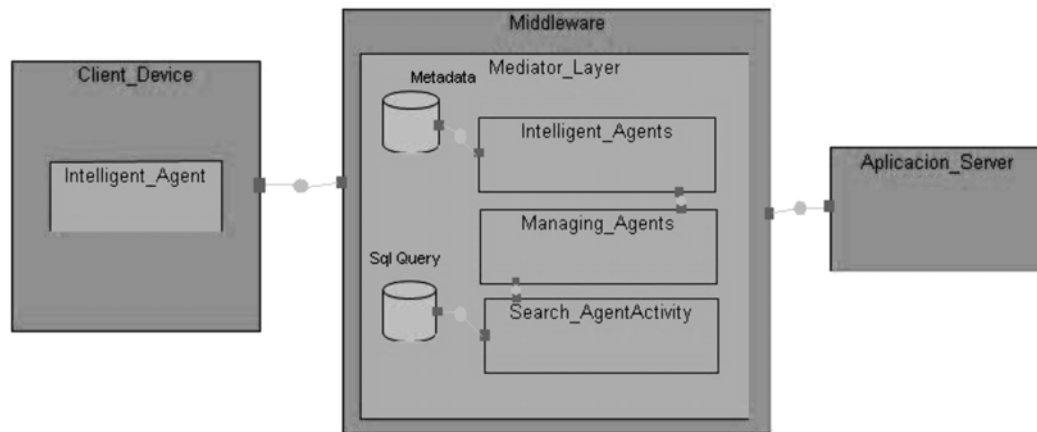 Middleware
Client_Device
Mediator_Layer
Metadata
Intelligent_Agents
Intelligent_Agent
Aplicacion_Server
Managing_Agents
Sql Query
Search_AgentActivity